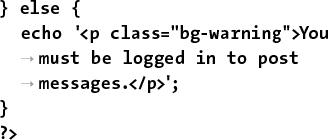 } else {
  echo '<p class="bg-warning">You
  → must be logged in to post
  → messages.</p>';
}
?>